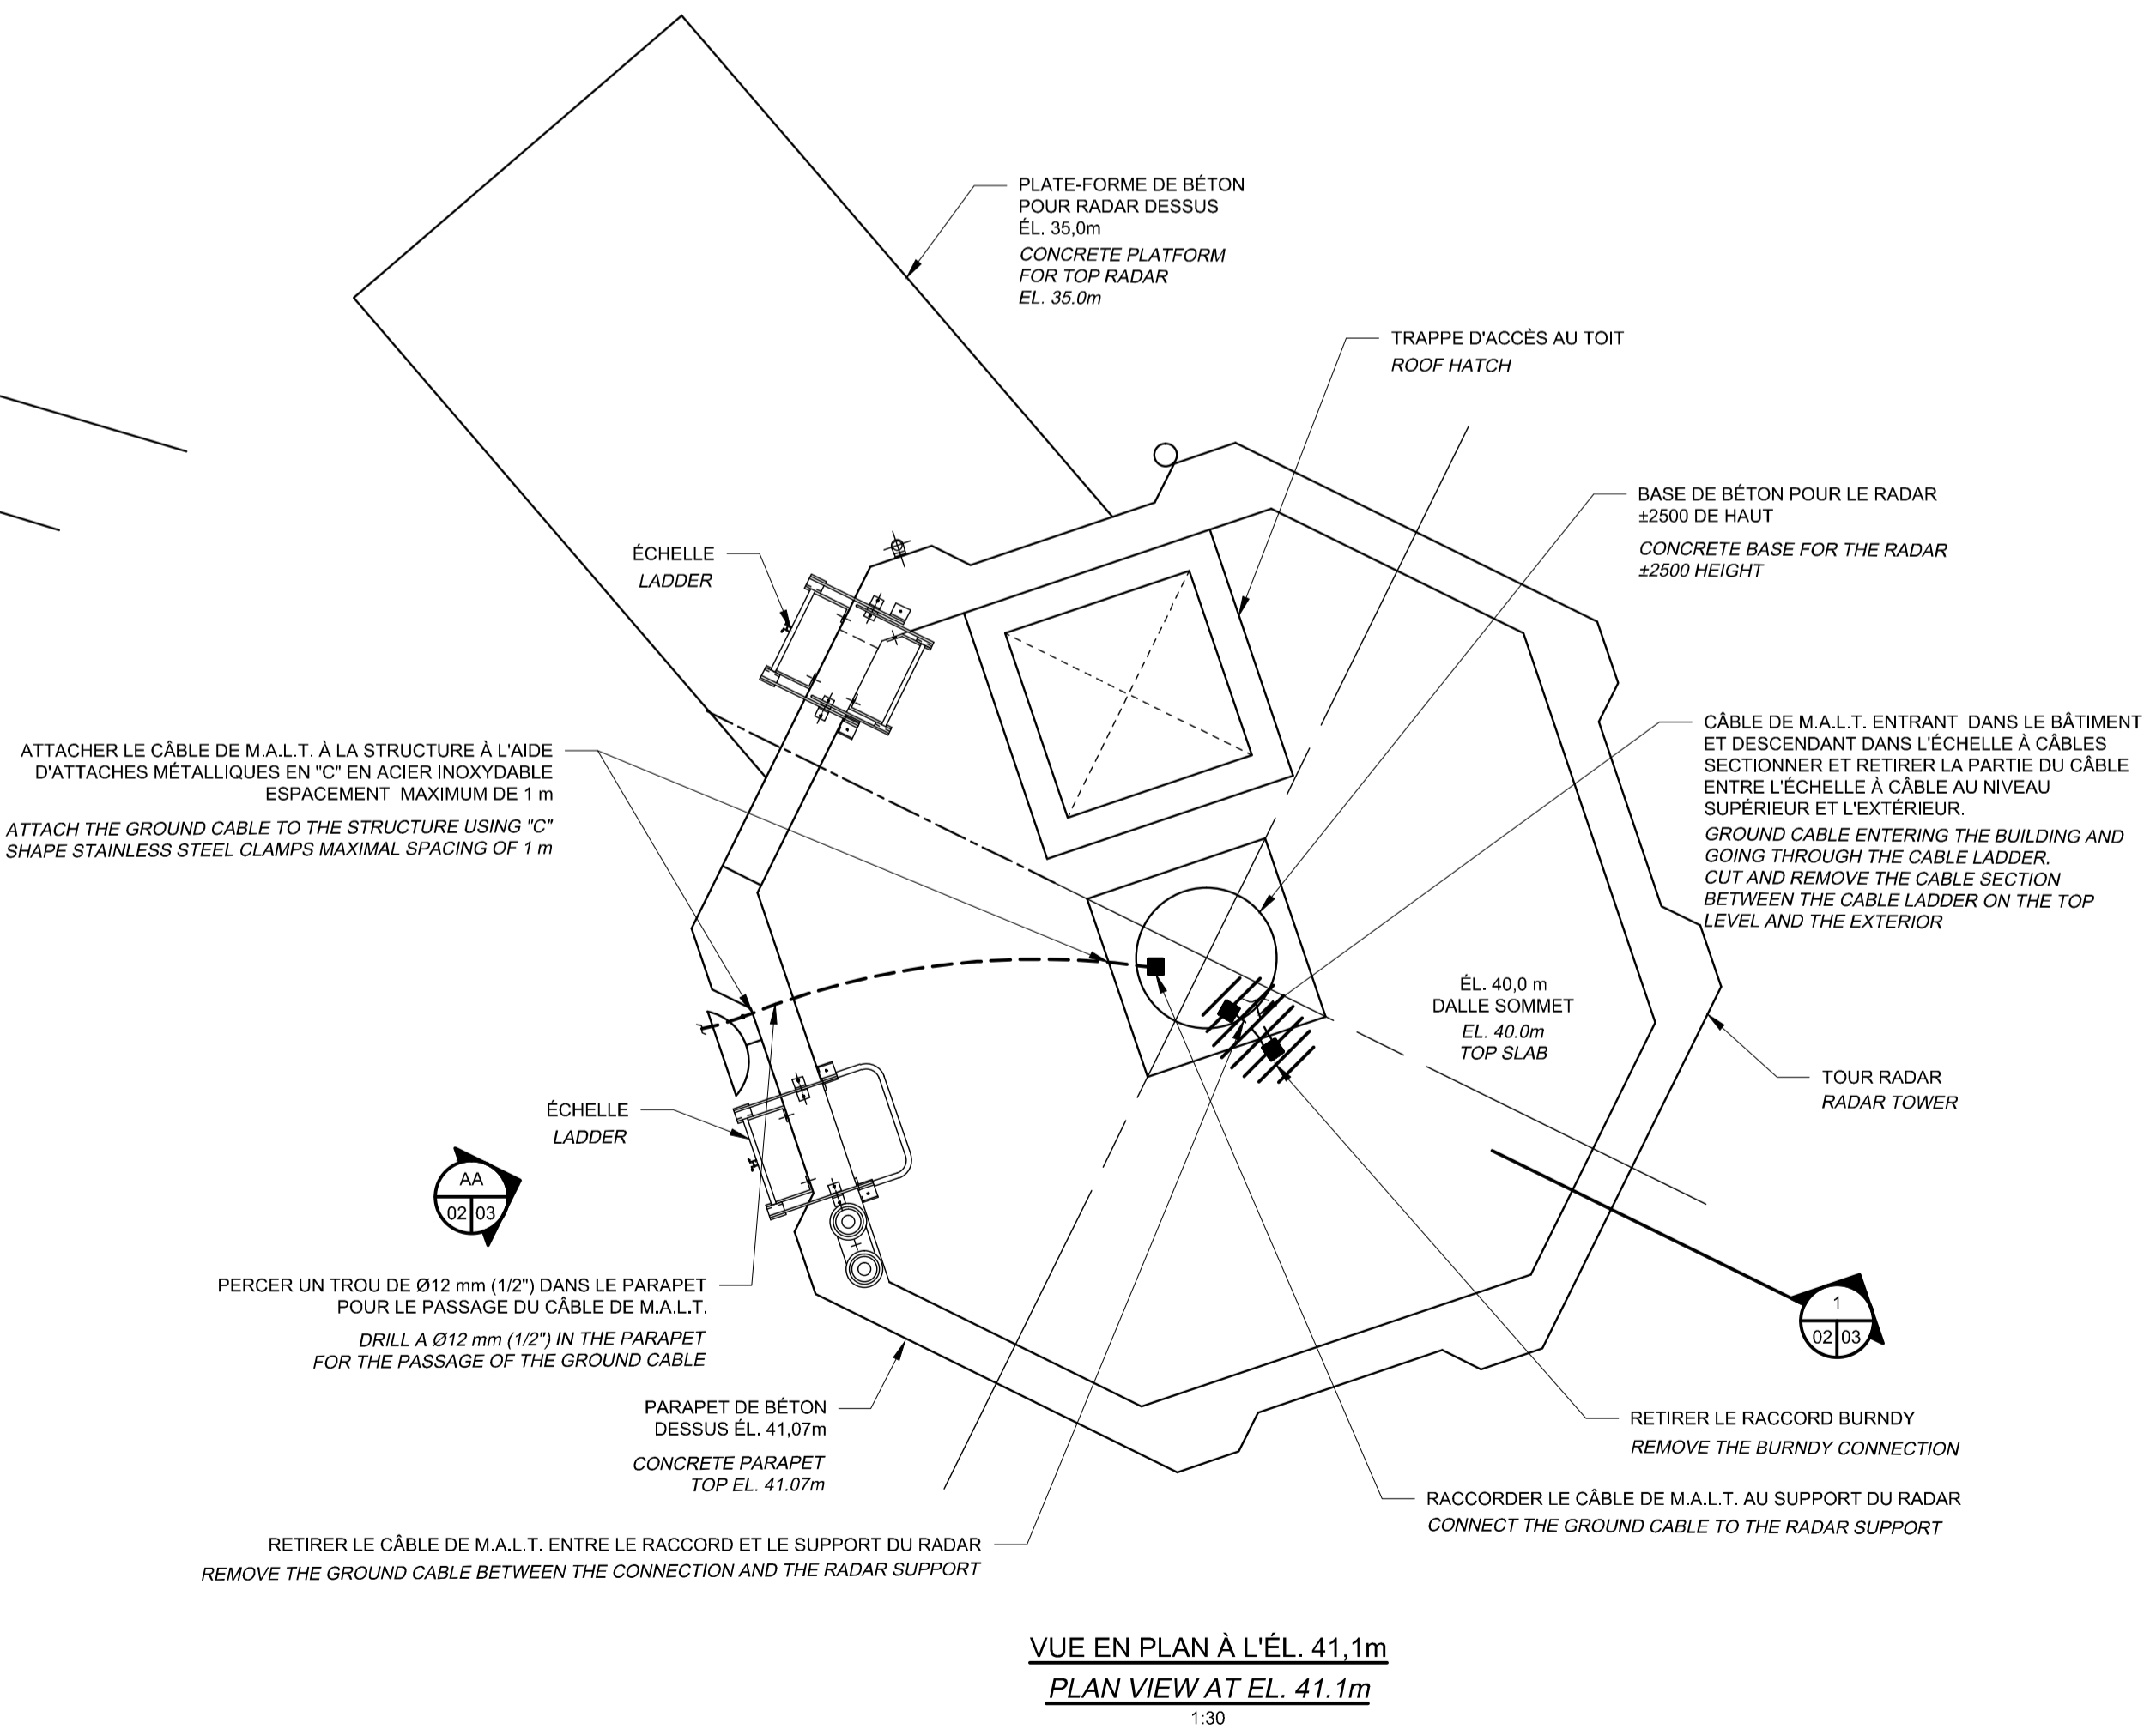 PLATE-FORME DE BÉTON
POUR RADAR DESSUS
ÉL. 35,0m
CONCRETE PLATFORM
FOR TOP RADAR
EL. 35.0m
TRAPPE D'ACCÈS AU TOIT
ROOF HATCH
BASE DE BÉTON POUR LE RADAR
±2500 DE HAUT
CONCRETE BASE FOR THE RADAR
±2500 HEIGHT
ÉCHELLE
LADDER
CÂBLE DE M.A.L.T. ENTRANT DANS LE BÂTIMENT
ET DESCENDANT DANS L'ÉCHELLE À CÂBLES
SECTIONNER ET RETIRER LA PARTIE DU CÂBLE
ENTRE L'ÉCHELLE À CÂBLE AU NIVEAU
SUPÉRIEUR ET L'EXTÉRIEUR.
GROUND CABLE ENTERING THE BUILDING AND
GOING THROUGH THE CABLE LADDER.
CUT AND REMOVE THE CABLE SECTION
BETWEEN THE CABLE LADDER ON THE TOP
LEVEL AND THE EXTERIOR
ATTACHER LE CÂBLE DE M.A.L.T. À LA STRUCTURE À L'AIDE
D'ATTACHES MÉTALLIQUES EN "C" EN ACIER INOXYDABLE
ESPACEMENT MAXIMUM DE 1 m
ATTACH THE GROUND CABLE TO THE STRUCTURE USING "C"
SHAPE STAINLESS STEEL CLAMPS MAXIMAL SPACING OF 1 m
ÉL. 40,0 m
DALLE SOMMET
EL. 40.0m
TOP SLAB
TOUR RADAR
RADAR TOWER
ÉCHELLE
LADDER
AA
02 03
PERCER UN TROU DE Ø12 mm (1/2") DANS LE PARAPET
POUR LE PASSAGE DU CÂBLE DE M.A.L.T.
DRILL A Ø12 mm (1/2") IN THE PARAPET
FOR THE PASSAGE OF THE GROUND CABLE
1
02 03
PARAPET DE BÉTON
DESSUS ÉL. 41,07m
CONCRETE PARAPET
TOP EL. 41.07m
RETIRER LE RACCORD BURNDY
REMOVE THE BURNDY CONNECTION
RACCORDER LE CÂBLE DE M.A.L.T. AU SUPPORT DU RADAR
CONNECT THE GROUND CABLE TO THE RADAR SUPPORT
RETIRER LE CÂBLE DE M.A.L.T. ENTRE LE RACCORD ET LE SUPPORT DU RADAR
REMOVE THE GROUND CABLE BETWEEN THE CONNECTION AND THE RADAR SUPPORT
VUE EN PLAN À L'ÉL. 41,1m
PLAN VIEW AT EL. 41.1m
1:30